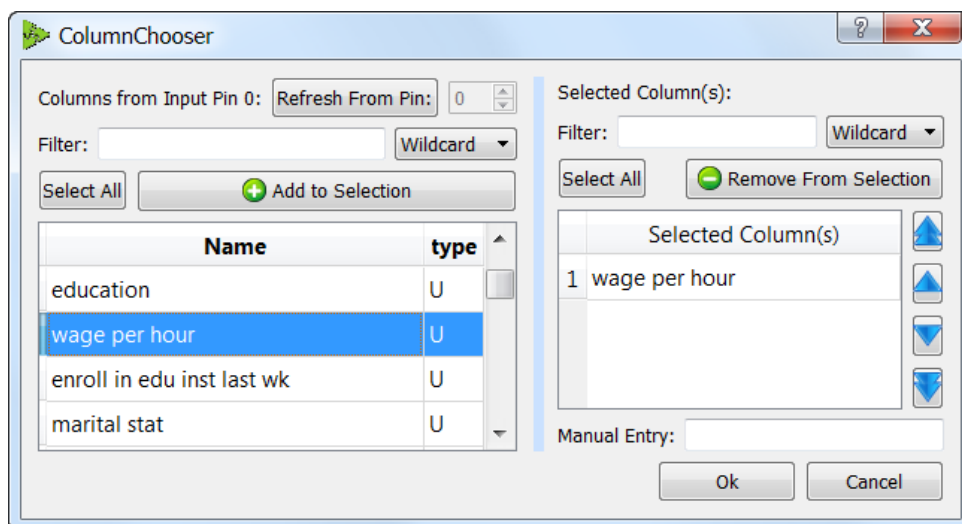 ColumnChooser
Columns from Input Pin 0: Refresh From Pin: 0
Filter: Wildcard
Select All Add to Selection
Name type
education U
wage per hour U
enroll in edu inst last wk U
marital stat U
Selected Column(s):
Filter: Wildcard
Select All Remove From Selection
Selected Column(s)
1 wage per hour
Manual Entry:
Ok Cancel